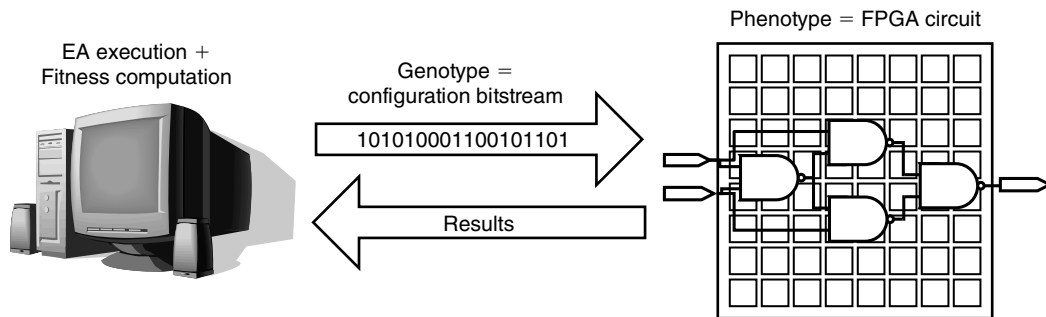 EA execution +
Fitness computation
Genotype =
configuration bitstream
101010001100101101
Results
Phenotype = FPGA circuit